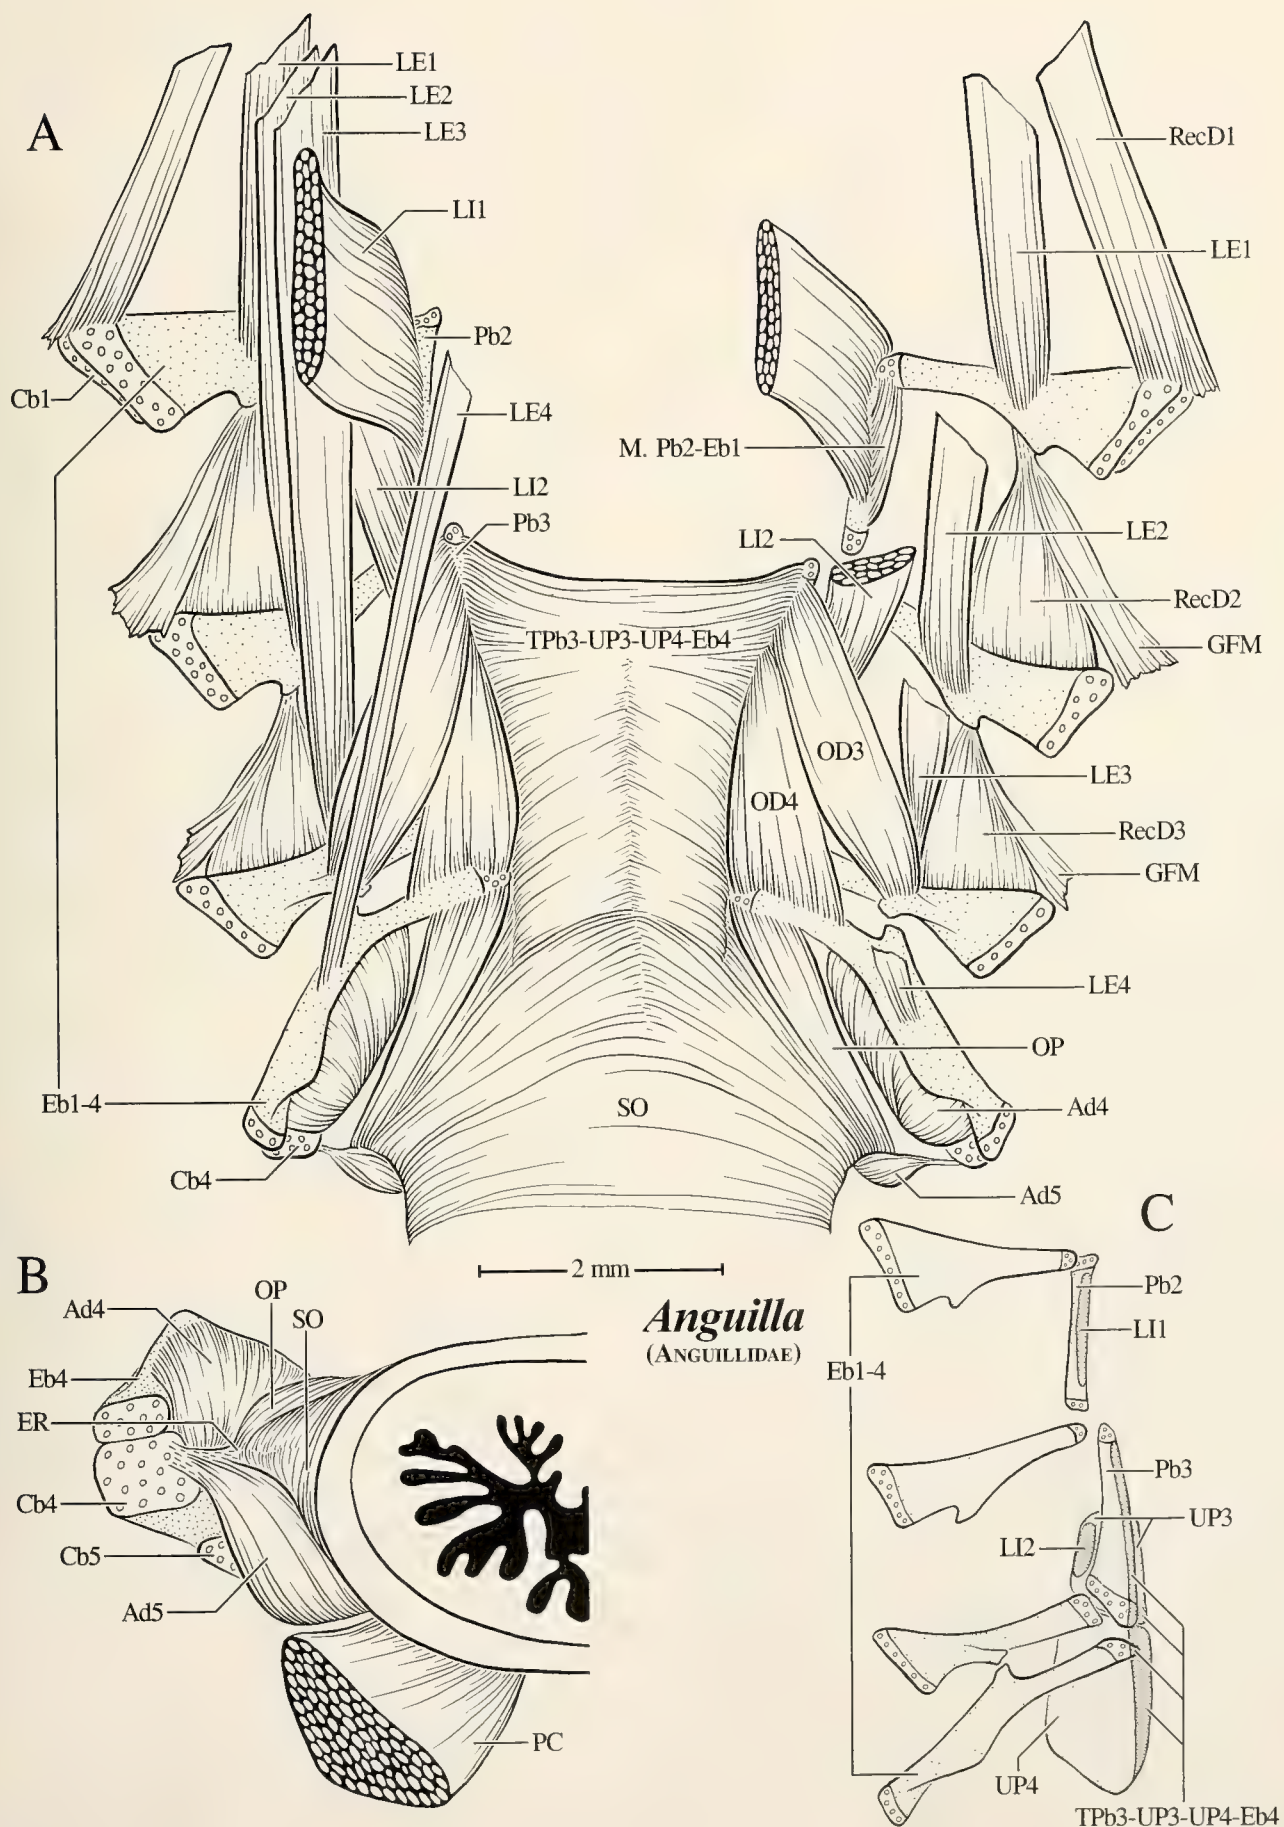 A
LE1
LE2
LE3
LI1
Pb2
Cb1
LE4
LI2
Pb3
TPb3-UP3-UP4-Eb4
RecD1
LE1
M. Pb2-Eb1
LI2
LE2
RecD2
GFM
OD3
OD4
LE3
RecD3
GFM
LE4
OP
SO
Eb1-4
Cb4
Ad4
Ad5
2 mm
B
Ad4
OP
SO
Eb4
ER
Cb4
Cb5
Ad5
PC
Anguilla
(ANGUILLIDAE)
C
Pb2
LI1
Eb1-4
Pb3
UP3
LI2
UP4
TPb3-UP3-UP4-Eb4